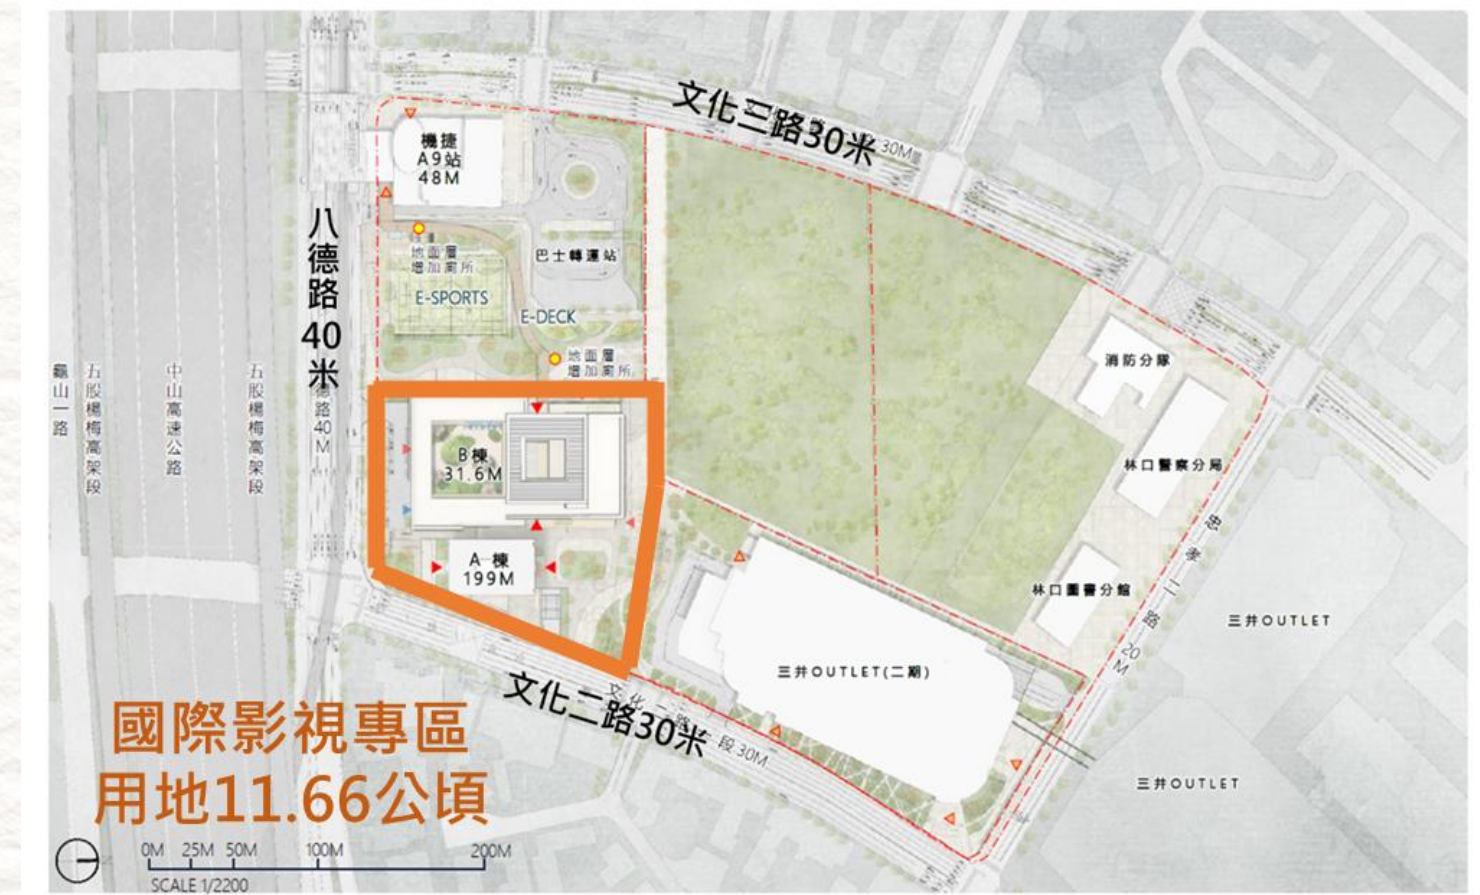 文化三路30米
30M
機捷
A9站
48M
八德路40米
地面層
增加廁所
巴士轉運站
E-SPORTS
E-DECK
地面層
增加廁所
消防分隊
龜山一路
五股楊梅高架段
中山高速公路
五股楊梅高架段
德路40M
B棟
31.6M
林口警察分局
A棟
199M
忠孝二路 20M
林口圖書分館
三井OUTLET
三井OUTLET(二期)
文化二路30米
段30M
三井OUTLET
國際影視專區
用地11.66公頃
0M 25M 50M 100M 200M
SCALE 1/2200